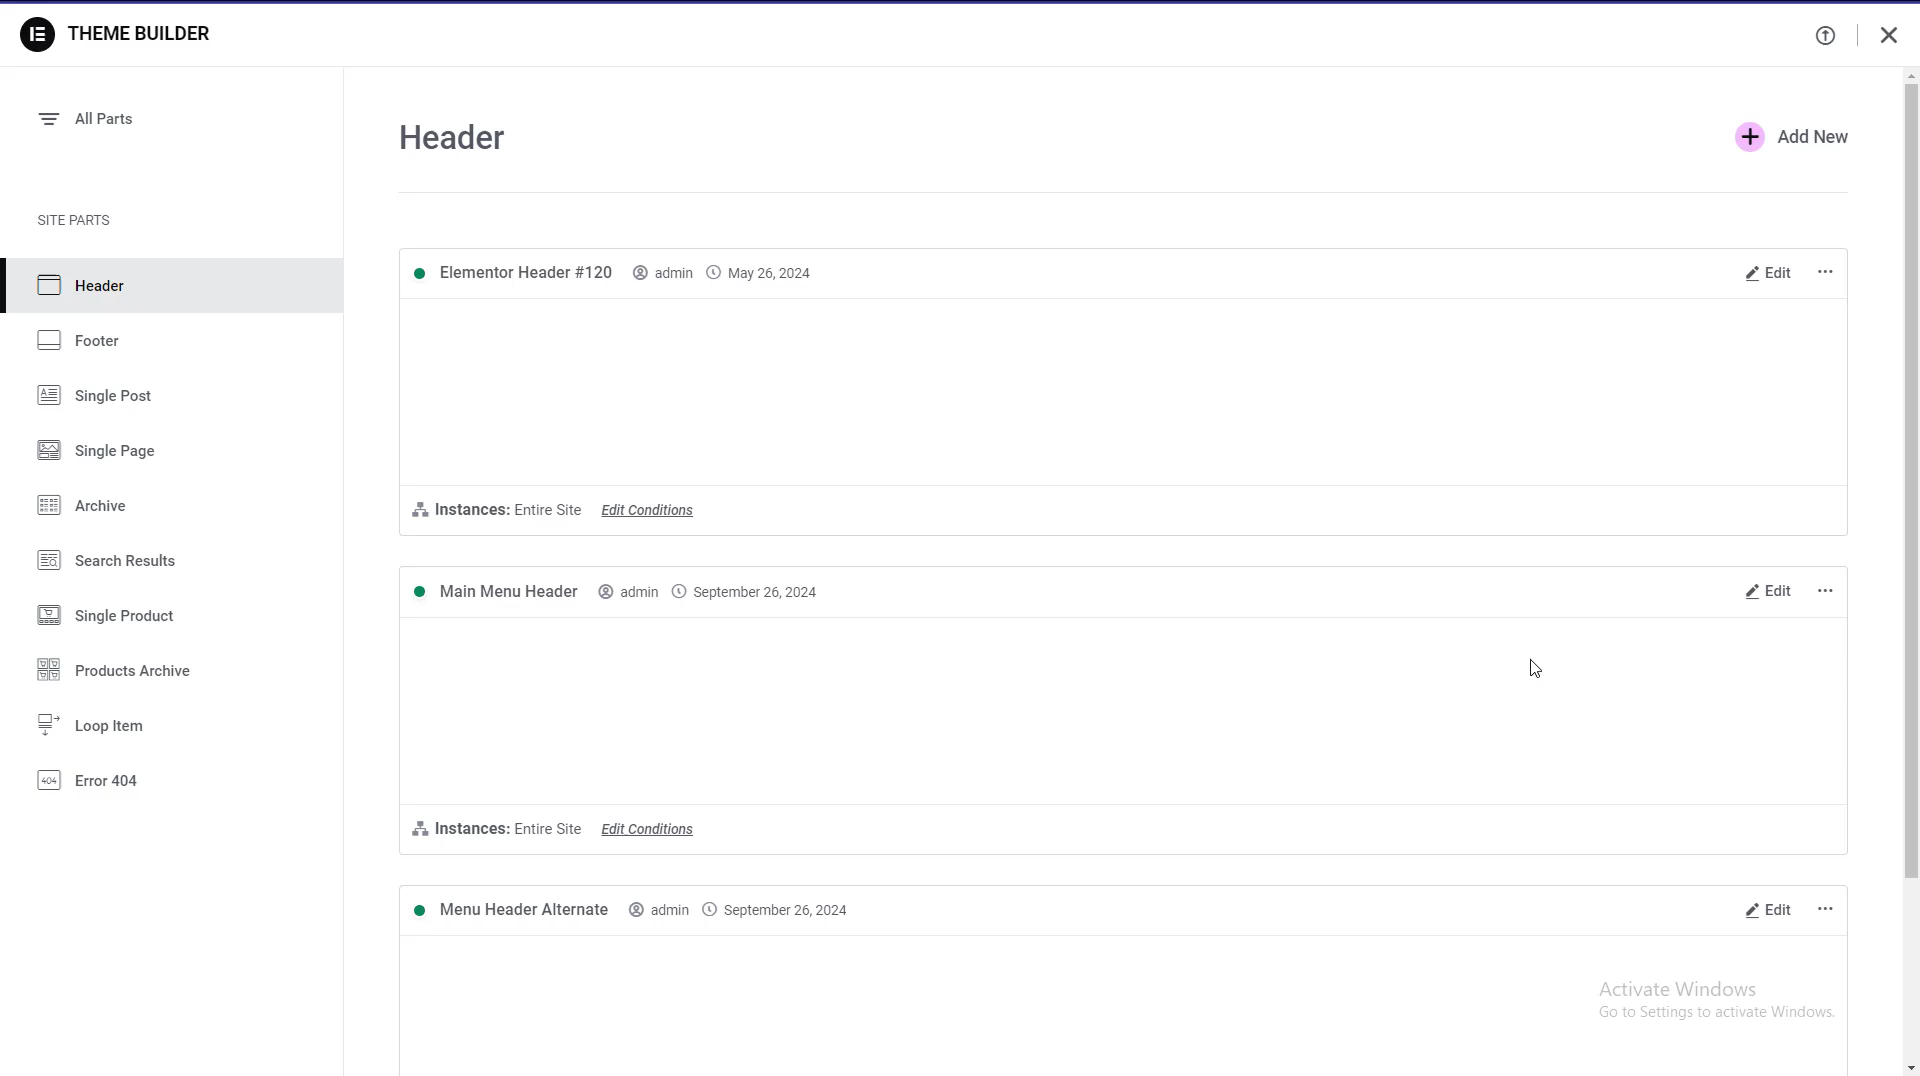 THEME BUILDER
All Parts
SITE PARTS
Header
Footer
Single Post
Single Page
Archive
Search Results
Single Product
Products Archive
Loop Item
404 Error 404
Header
Add New
Elementor Header #120 admin May 26, 2024 Edit
Instances: Entire Site Edit Conditions
Main Menu Header admin September 26, 2024 Edit
Instances: Entire Site Edit Conditions
Menu Header Alternate admin September 26, 2024 Edit
Activate Windows
Go to Settings to activate Windows.